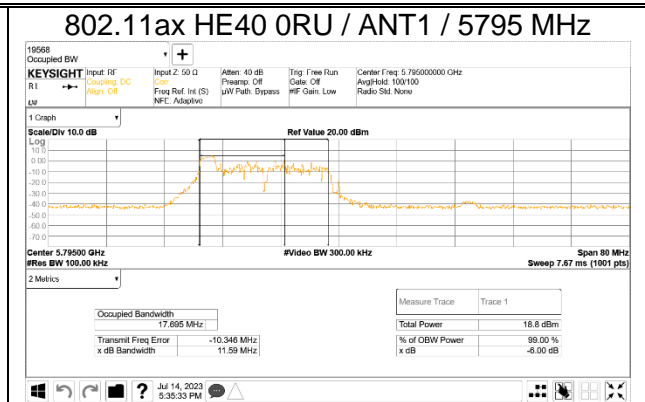 802.11ax HE40 0RU / ANT1 / 5795 MHz
19568
Occupied BW
+
KEYSIGHT Input: RF Input Z: 50 Ω Atten: 40 dB Trig: Free Run Center Freq: 5.795000000 GHz
Coupling: DC Corr Preamp: Off Gate: Off Avg|Hold: 100/100
Align: Off Freq Ref: Int (S) µW Path: Bypass #IF Gain: Low Radio Std: None
NFE: Adaptive
1 Graph
Scale/Div 10.0 dB Ref Value 20.00 dBm
Log
10.0
0.00
-10.0
-20.0
-30.0
-40.0
-50.0
-60.0
-70.0
Center 5.79500 GHz #Video BW 300.00 kHz Span 80 MHz
#Res BW 100.00 kHz Sweep 7.67 ms (1001 pts)
2 Metrics
Measure Trace Trace 1
Occupied Bandwidth
17.695 MHz
Total Power 18.8 dBm
Transmit Freq Error -10.346 MHz % of OBW Power 99.00 %
x dB Bandwidth 11.59 MHz x dB -6.00 dB
? Jul 14, 2023
5:35:33 PM